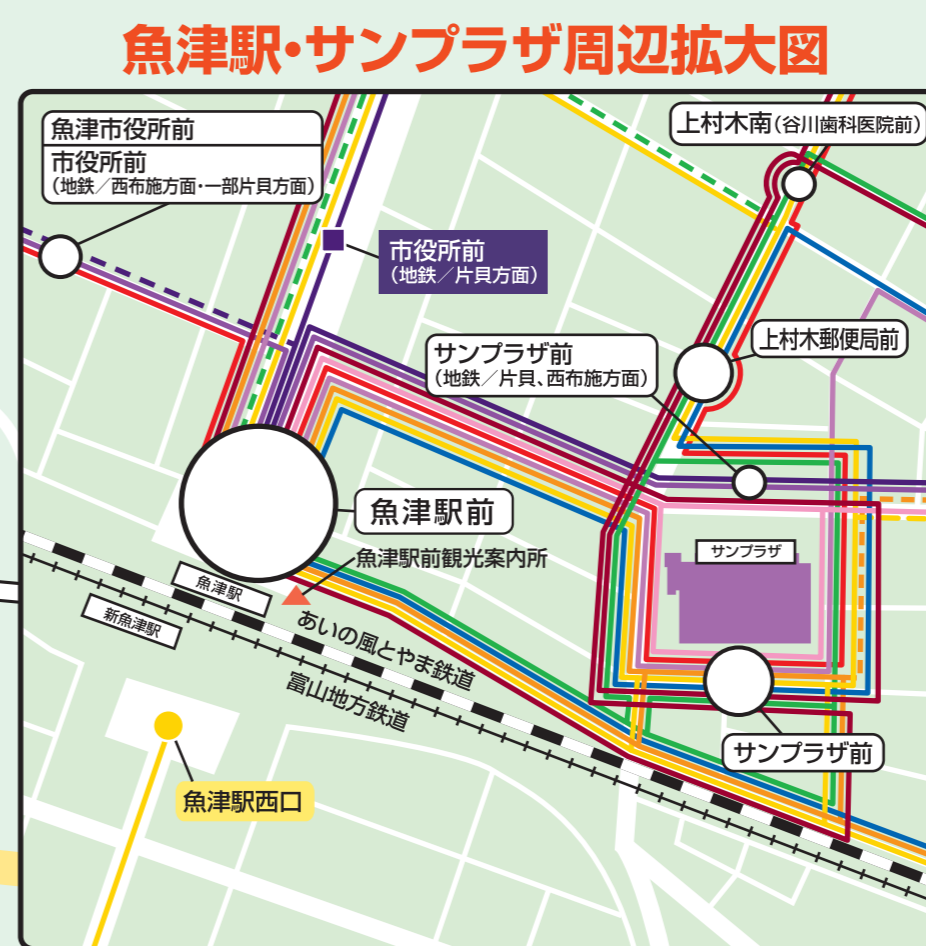 魚津駅・サンプラザ周辺拡大図
魚津市役所前
市役所前
(地鉄／西布施方面・一部片貝方面)
上村木南(谷川歯科医院前)
市役所前
(地鉄／片貝方面)
サンプラザ前
(地鉄／片貝、西布施方面)
上村木郵便局前
魚津駅前
サンプラザ
魚津駅前観光案内所
魚津駅
新魚津駅
あいの風とやま鉄道
富山地方鉄道
サンプラザ前
魚津駅西口